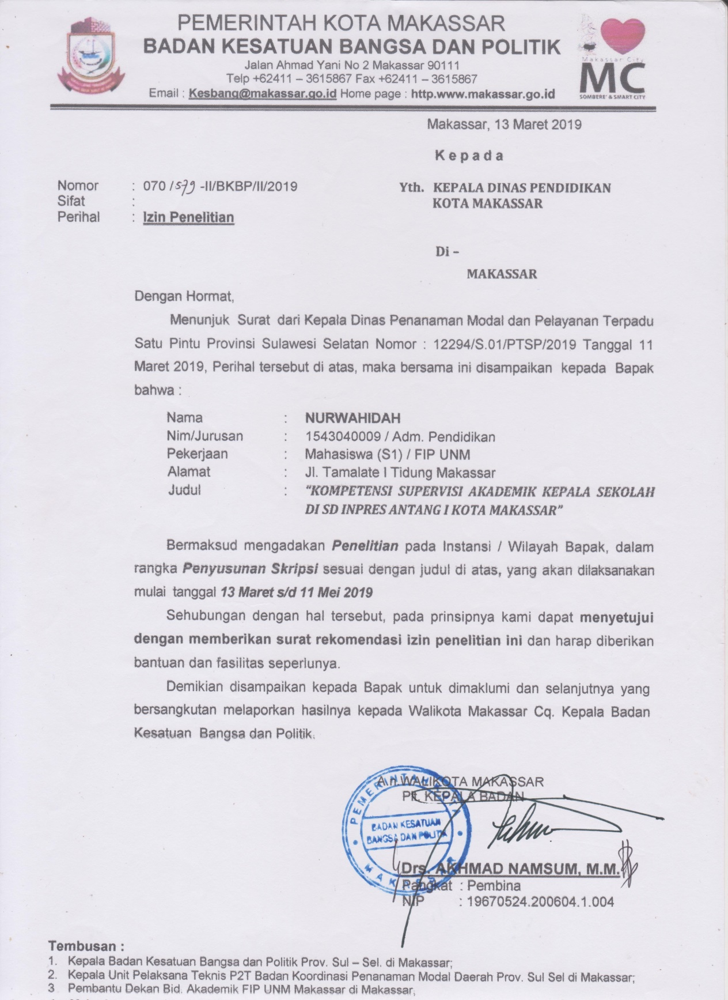 PEMERINTAH KOTA MAKASSAR
BADAN KESATUAN BANGSA DAN POLITIK
Jalan Ahmad Yani No 2 Makassar 90111
Telp +62411 – 3615867 Fax +62411 – 3615867
Email : Kesbang@makassar.go.id Home page : http.www.makassar.go.id
Makassar City
MC
SOMBERE' & SMART CITY
Makassar, 13 Maret 2019
K e p a d a
Nomor : 070 /579 -II/BKBP/II/2019
Sifat :
Perihal : Izin Penelitian
Yth. KEPALA DINAS PENDIDIKAN
KOTA MAKASSAR
Di –
MAKASSAR
Dengan Hormat,
Menunjuk Surat dari Kepala Dinas Penanaman Modal dan Pelayanan Terpadu
Satu Pintu Provinsi Sulawesi Selatan Nomor : 12294/S.01/PTSP/2019 Tanggal 11
Maret 2019, Perihal tersebut di atas, maka bersama ini disampaikan kepada Bapak
bahwa :
Nama : NURWAHIDAH
Nim/Jurusan : 1543040009 / Adm. Pendidikan
Pekerjaan : Mahasiswa (S1) / FIP UNM
Alamat : Jl. Tamalate I Tidung Makassar
Judul : "KOMPETENSI SUPERVISI AKADEMIK KEPALA SEKOLAH
DI SD INPRES ANTANG I KOTA MAKASSAR"
Bermaksud mengadakan Penelitian pada Instansi / Wilayah Bapak, dalam
rangka Penyusunan Skripsi sesuai dengan judul di atas, yang akan dilaksanakan
mulai tanggal 13 Maret s/d 11 Mei 2019
Sehubungan dengan hal tersebut, pada prinsipnya kami dapat menyetujui
dengan memberikan surat rekomendasi izin penelitian ini dan harap diberikan
bantuan dan fasilitas seperlunya.
Demikian disampaikan kepada Bapak untuk dimaklumi dan selanjutnya yang
bersangkutan melaporkan hasilnya kepada Walikota Makassar Cq. Kepala Badan
Kesatuan Bangsa dan Politik.
A.n.WALIKOTA MAKASSAR
Plt. KEPALA BADAN
PEMERINTAH KOTA
BADAN KESATUAN
BANGSA DAN POLITIK
MAKASSAR
Drs. AKHMAD NAMSUM, M.M.
Pangkat : Pembina
NIP : 19670524.200604.1.004
Tembusan :
1. Kepala Badan Kesatuan Bangsa dan Politik Prov. Sul – Sel. di Makassar;
2. Kepala Unit Pelaksana Teknis P2T Badan Koordinasi Penanaman Modal Daerah Prov. Sul Sel di Makassar;
3 Pembantu Dekan Bid. Akademik FIP UNM Makassar di Makassar;